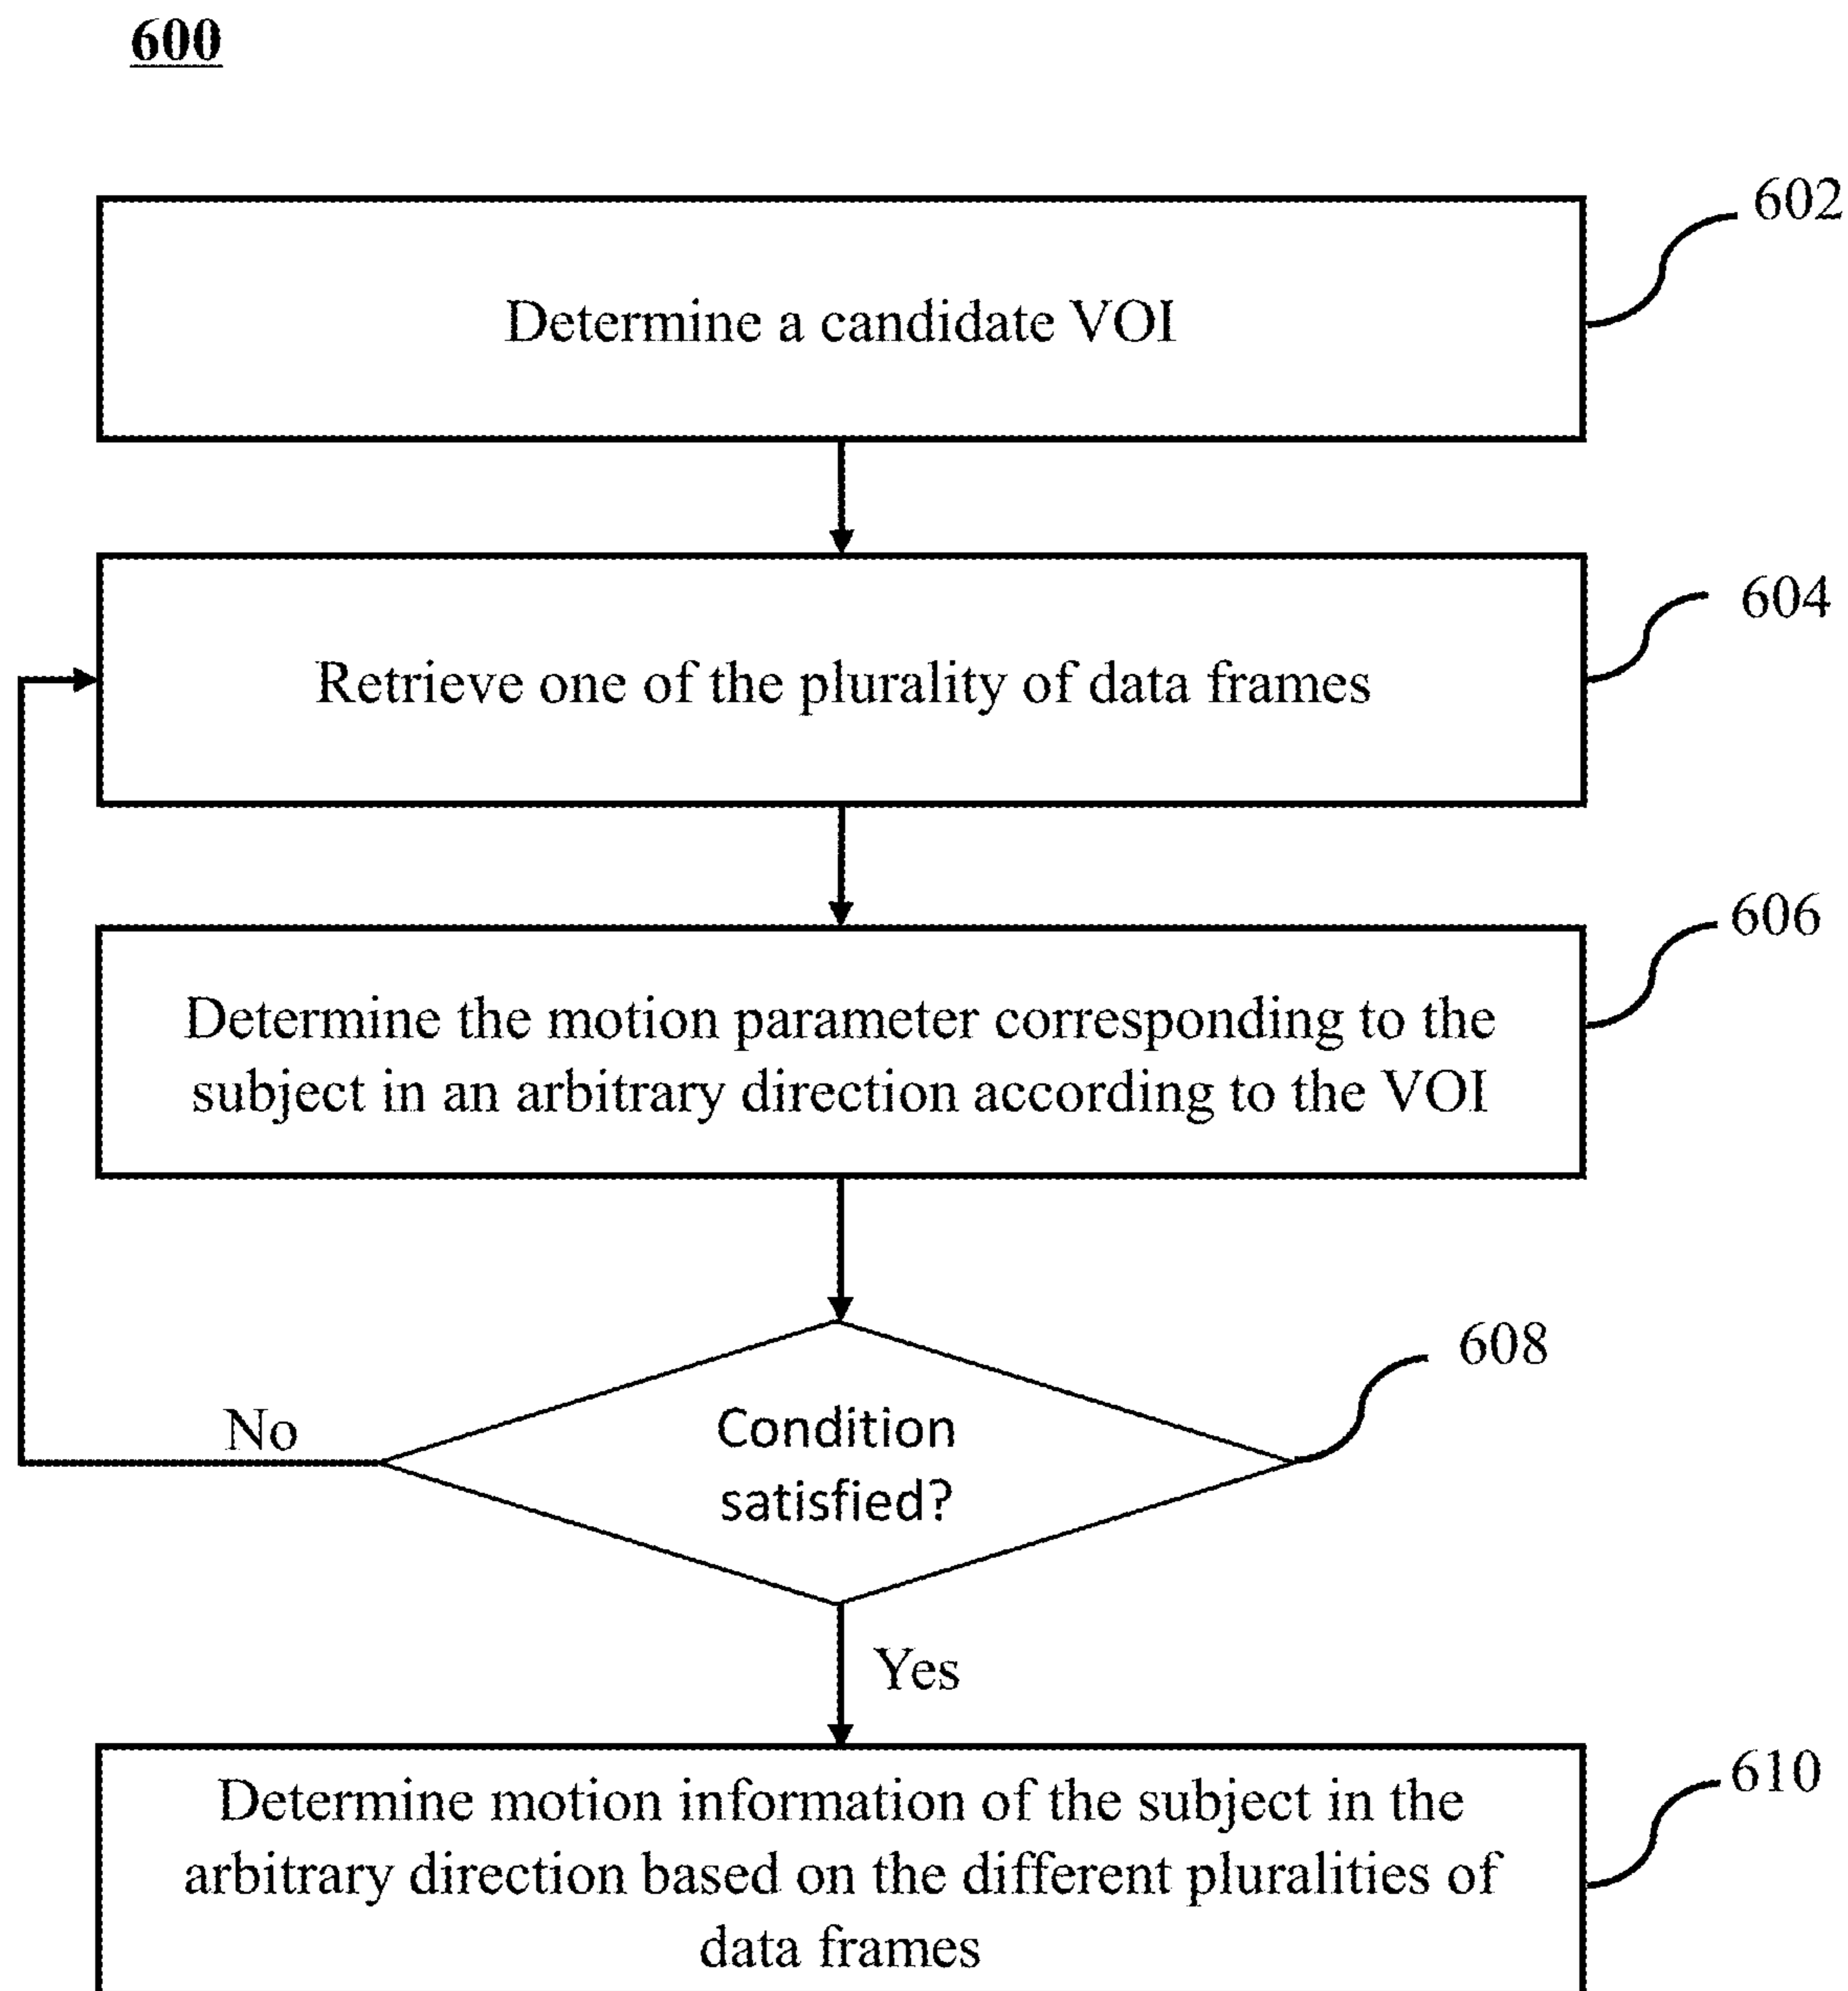 600
602
Determine a candidate VOI
604
Retrieve one of the plurality of data frames
606
Determine the motion parameter corresponding to the
subject in an arbitrary direction according to the VOI
608
No
Condition
satisfied?
Yes
610
Determine motion information of the subject in the
arbitrary direction based on the different pluralities of
data frames